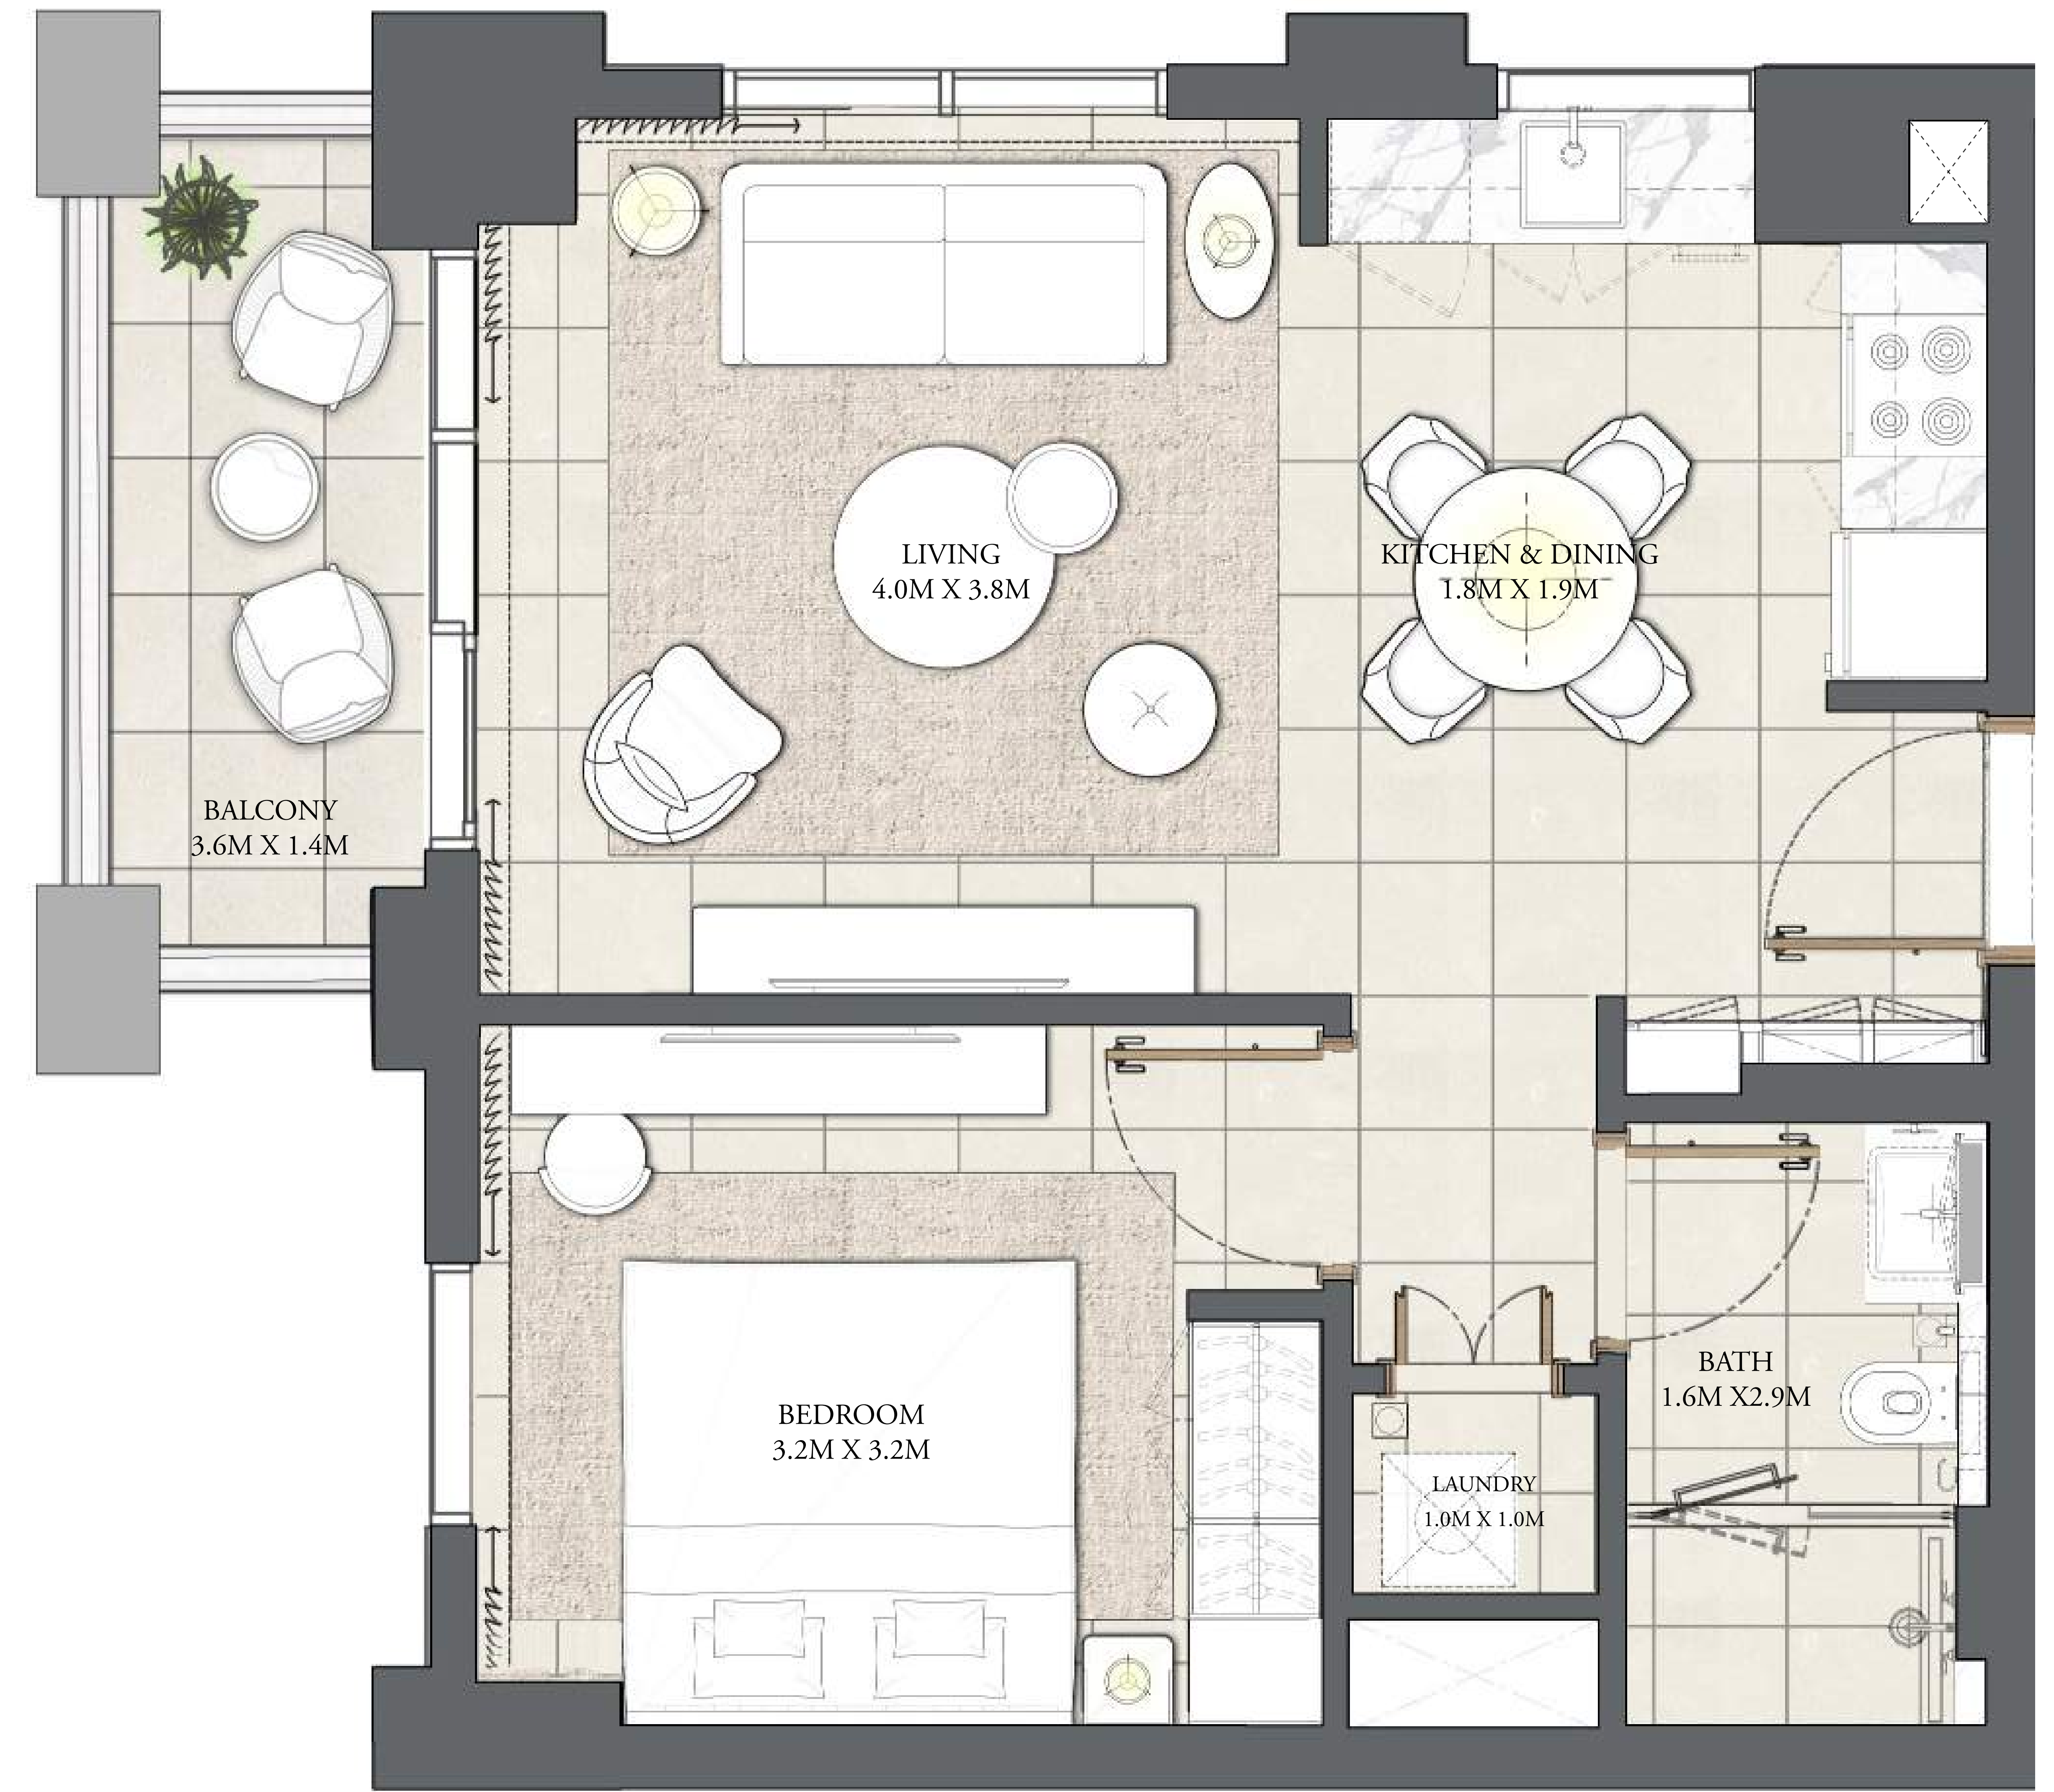 LIVING
4.0M X 3.8M
KITCHEN & DINING
1.8M X 1.9M
BALCONY
3.6M X 1.4M
BEDROOM
3.2M X 3.2M
BATH
1.6M X2.9M
LAUNDRY
1.0M X 1.0M